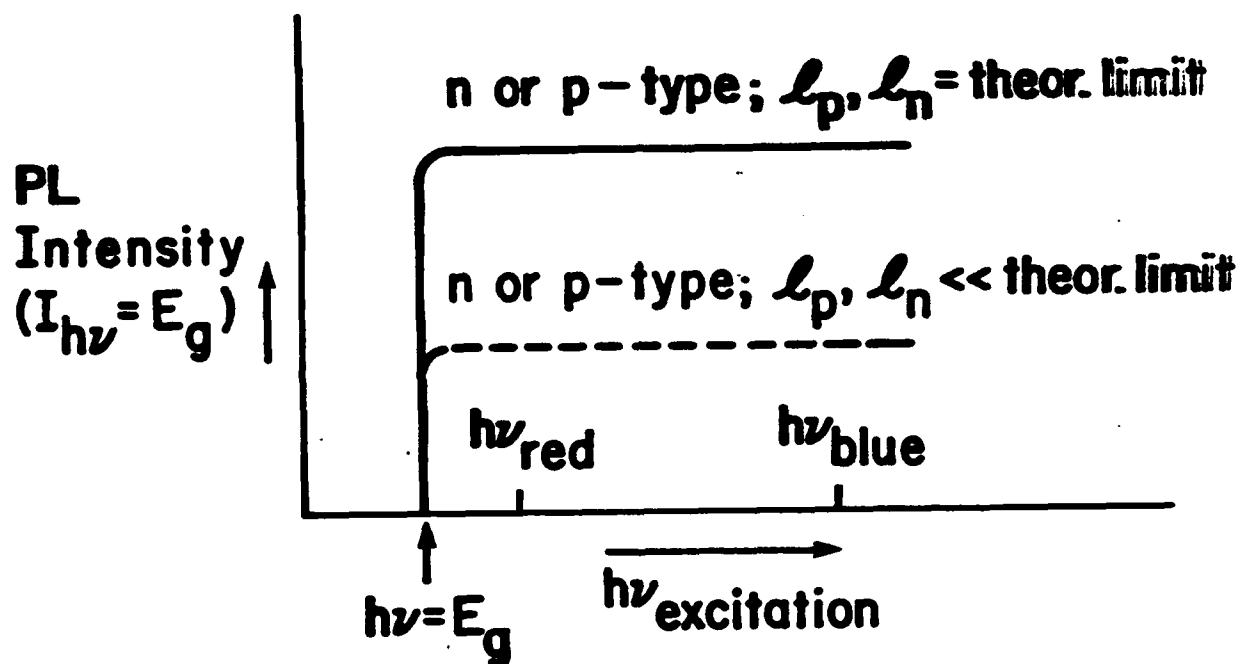 n or p-type; ℓp, ℓn = theor. limit
PL
Intensity
(Ihν = Eg)
n or p-type; ℓp, ℓn << theor. limit
hνred
hνblue
hν = Eg
hνexcitation